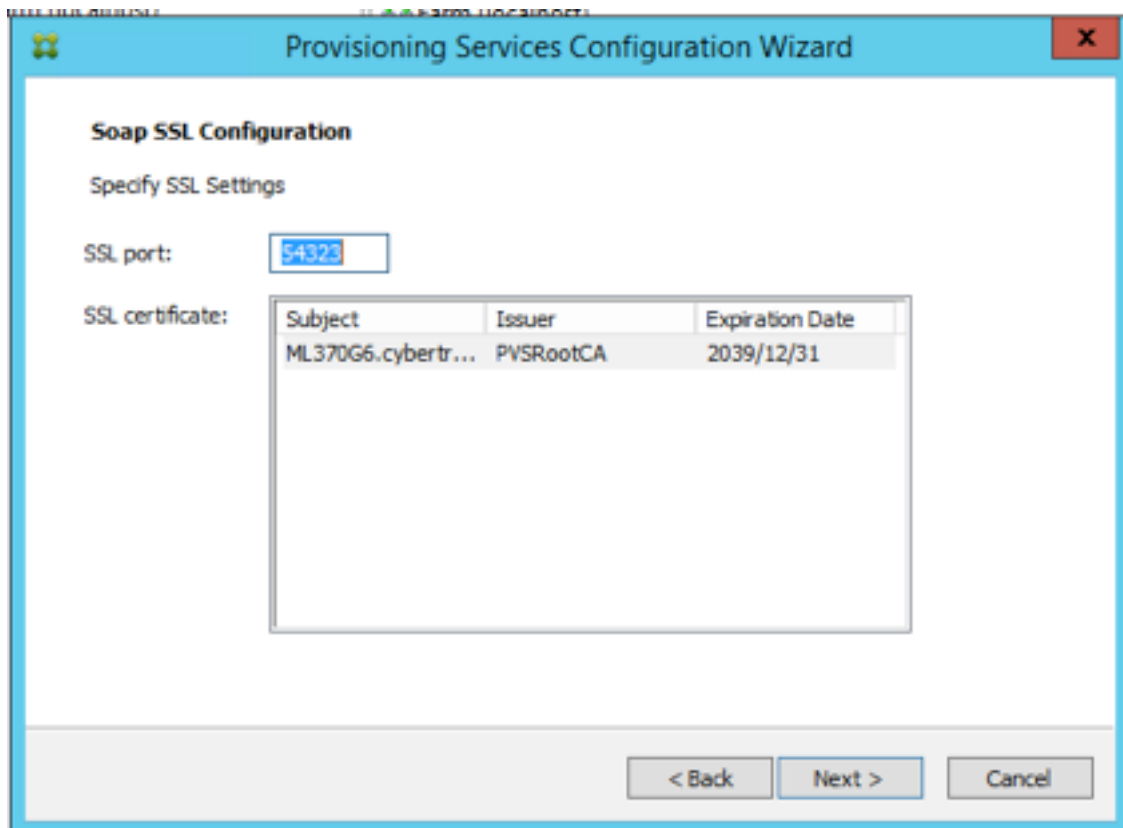 Provisioning Services Configuration Wizard
x
Soap SSL Configuration
Specify SSL Settings
SSL port: 54323
SSL certificate:
Subject Issuer Expiration Date
ML370G6.cybertr... PVSRootCA 2039/12/31
< Back Next > Cancel